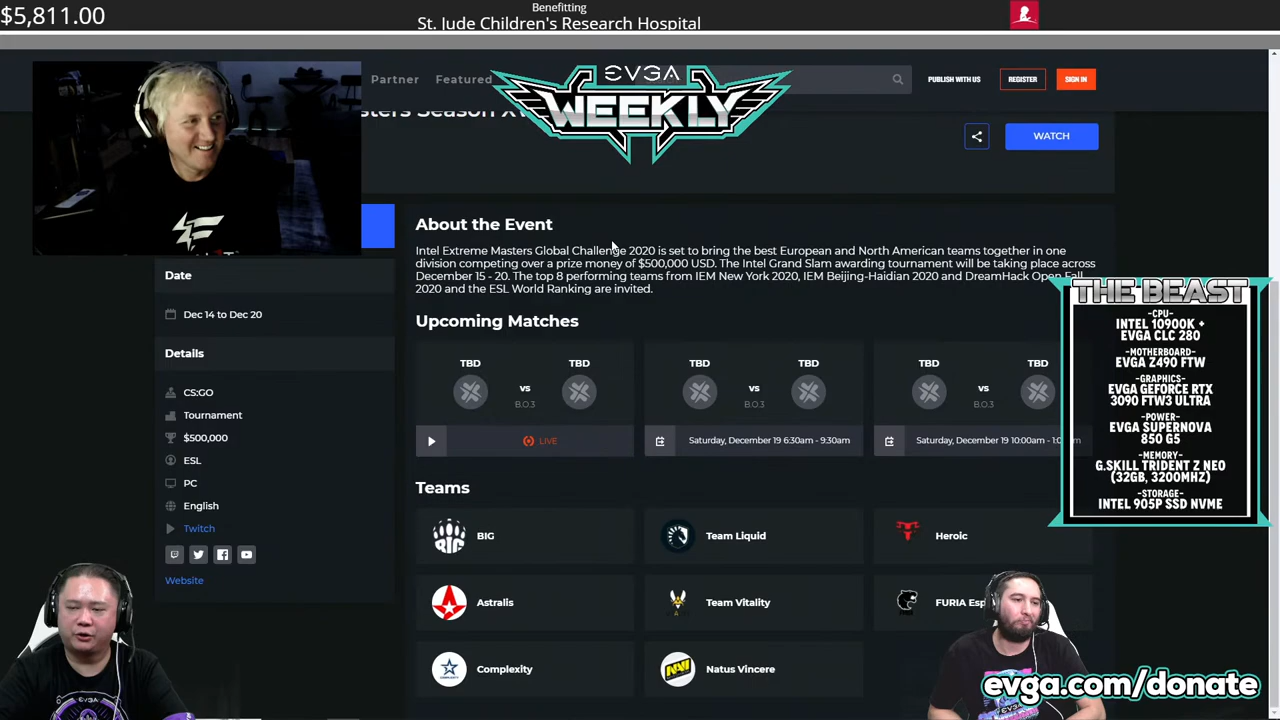 $5,811.00
Benefitting
St. Jude Children's Research Hospital
Partner
Featured
EVGA
WEEKLY
PUBLISH WITH US
REGISTER
SIGN IN
WATCH
About the Event
Intel Extreme Masters Global Challenge 2020 is set to bring the best European and North American teams together in one
division competing over a prize money of $500,000 USD. The Intel Grand Slam awarding tournament will be taking place across
December 15 - 20. The top 8 performing teams from IEM New York 2020, IEM Beijing-Haidian 2020 and DreamHack Open Fall
2020 and the ESL World Ranking are invited.
Date
Dec 14 to Dec 20
Details
CS:GO
Tournament
$500,000
ESL
PC
English
Twitch
Website
Upcoming Matches
TBD TBD
vs
B.O.3
LIVE
TBD TBD
vs
B.O.3
Saturday, December 19 6:30am - 9:30am
TBD TBD
vs
B.O.3
Saturday, December 19 10:00am -
Teams
BIG
Team Liquid
Heroic
Astralis
Team Vitality
FURIA
Complexity
Natus Vincere
THE BEAST
-CPU-
INTEL 10900K +
EVGA CLC 280
-MOTHERBOARD-
EVGA Z490 FTW
-GRAPHICS-
EVGA GEFORCE RTX
3090 FTW3 ULTRA
-POWER-
EVGA SUPERNOVA
850 G5
-MEMORY-
G.SKILL TRIDENT Z NEO
(32GB, 3200MHZ)
-STORAGE-
INTEL 905P SSD NVME
evga.com/donate